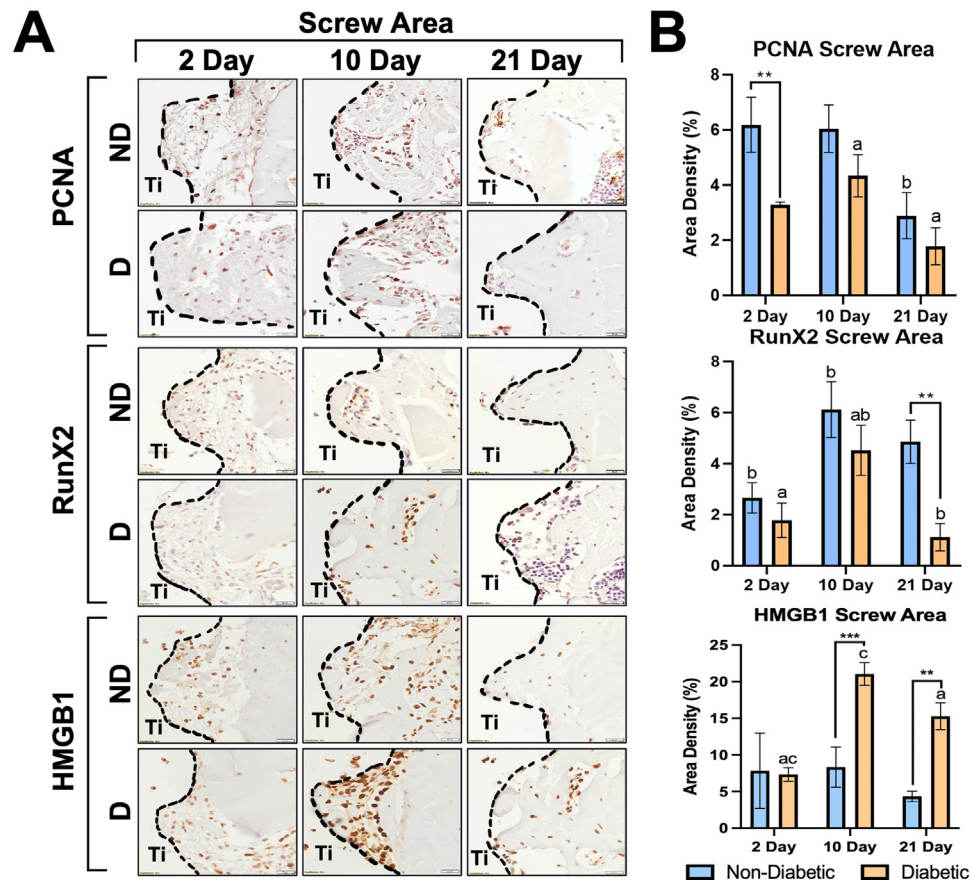 A
Screw Area
2 Day 10 Day 21 Day
PCNA
ND
Ti Ti Ti
D
Ti Ti Ti
RunX2
ND
Ti Ti Ti
D
Ti Ti Ti
HMGB1
ND
Ti Ti Ti
D
Ti Ti Ti
B
PCNA Screw Area
Area Density (%)
8
6
4
2
0
**
a
b
a
2 Day 10 Day 21 Day
RunX2 Screw Area
Area Density (%)
8
6
4
2
0
b
a
b
ab
**
b
2 Day 10 Day 21 Day
HMGB1 Screw Area
Area Density (%)
25
20
15
10
5
0
ac
***
c
**
a
2 Day 10 Day 21 Day
Non-Diabetic Diabetic